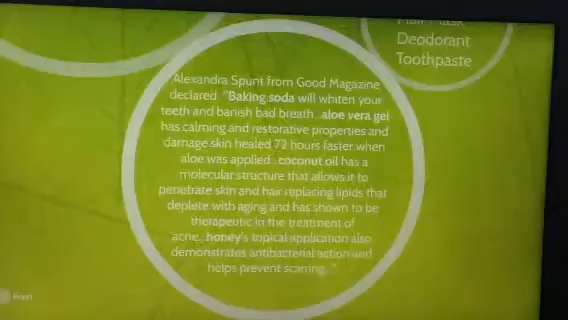 Hair Mask
Deodorant
Toothpaste
"Alexandra Spunt from Good Magazine
declared "Baking soda will whiten your
teeth and banish bad breath...aloe vera gel
has calming and restorative properties and
damage skin healed 72 hours faster when
aloe was applied...coconut oil has a
molecular structure that allows it to
penetrate skin and hair replacing lipids that
deplete with aging and has shown to be
therapeutic in the treatment of
acne...honey's topical application also
demonstrates antibacterial action and
helps prevent scarring."
Prezi